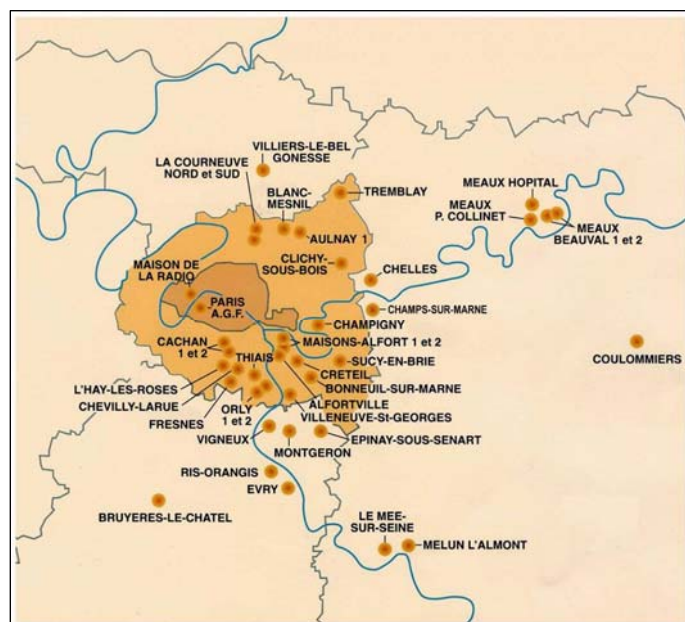 VILLIERS-LE-BEL
GONESSE
LA COURNEUVE
NORD et SUD
BLANC-
MESNIL
TREMBLAY
MEAUX HOPITAL
MEAUX
P. COLLINET
MEAUX
BEAUVAL 1 et 2
AULNAY 1
CLICHY-
SOUS-BOIS
MAISON DE
LA RADIO
CHELLES
PARIS
A.G.F.
CHAMPS-SUR-MARNE
CHAMPIGNY
CACHAN
1 et 2
MAISONS-ALFORT 1 et 2
THIAIS
SUCY-EN-BRIE
COULOMMIERS
CRETEIL
L'HAY-LES-ROSES
BONNEUIL-SUR-MARNE
CHEVILLY-LARUE
ALFORTVILLE
FRESNES
ORLY
1 et 2
VILLENEUVE-St-GEORGES
VIGNEUX
EPINAY-SOUS-SENART
MONTGERON
RIS-ORANGIS
EVRY
BRUYERES-LE-CHATEL
LE MEE-
SUR-SEINE
MELUN L'ALMONT